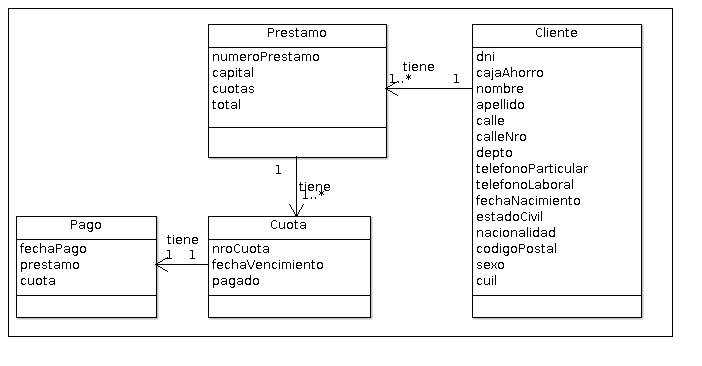 Prestamo
numeroPrestamo
capital
cuotas
total
tiene
1..*
1
Cliente
dni
cajaAhorro
nombre
apellido
calle
calleNro
depto
telefonoParticular
telefonoLaboral
fechaNacimiento
estadoCivil
nacionalidad
codigoPostal
sexo
cuil
1
tiene
1..*
Pago
fechaPago
prestamo
cuota
tiene
1
1
Cuota
nroCuota
fechaVencimiento
pagado